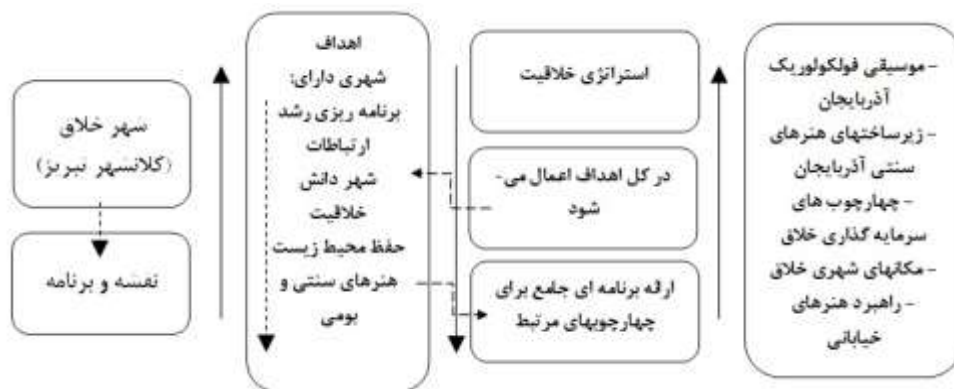 -موسیقی فولکولوریک
آذربایجان
-زیرساختهای هنرهای
سنتی آذربایجان
- چهارچوب های
سرمایه گذاری خلاق
-مکانهای شهری خلاق
- راهبرد هنرهای
خیابانی
استراتژی خلاقیت
در کل اهداف اعمال می-
شود
ارائه برنامه ای جامع برای
چهارچوبهای مرتبط
اهداف
شهری دارای:
برنامه ریزی رشد
ارتباطات
شهر دانش
خلاقیت
حفظ محیط زیست
هنرهای سنتی و
بومی
شهر خلاق
(کلانشهر تبریز)
نقشه و برنامه